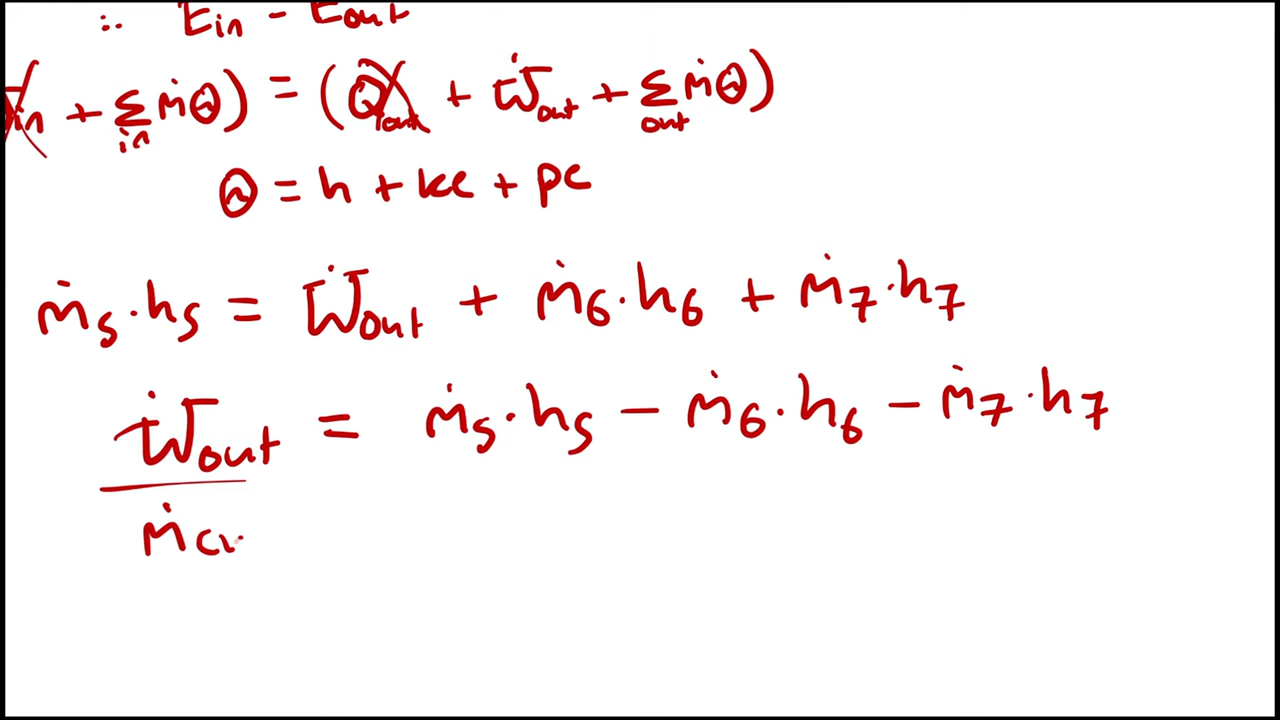 ∴ Ein - Eout
in + Σin ṁθ) = (Q̇out + Ẇout + Σout ṁθ)
θ = h + ke + pe
ṁ5·h5 = Ẇout + ṁ6·h6 + ṁ7·h7
Ẇout = ṁ5·h5 - ṁ6·h6 - ṁ7·h7
ṁcv